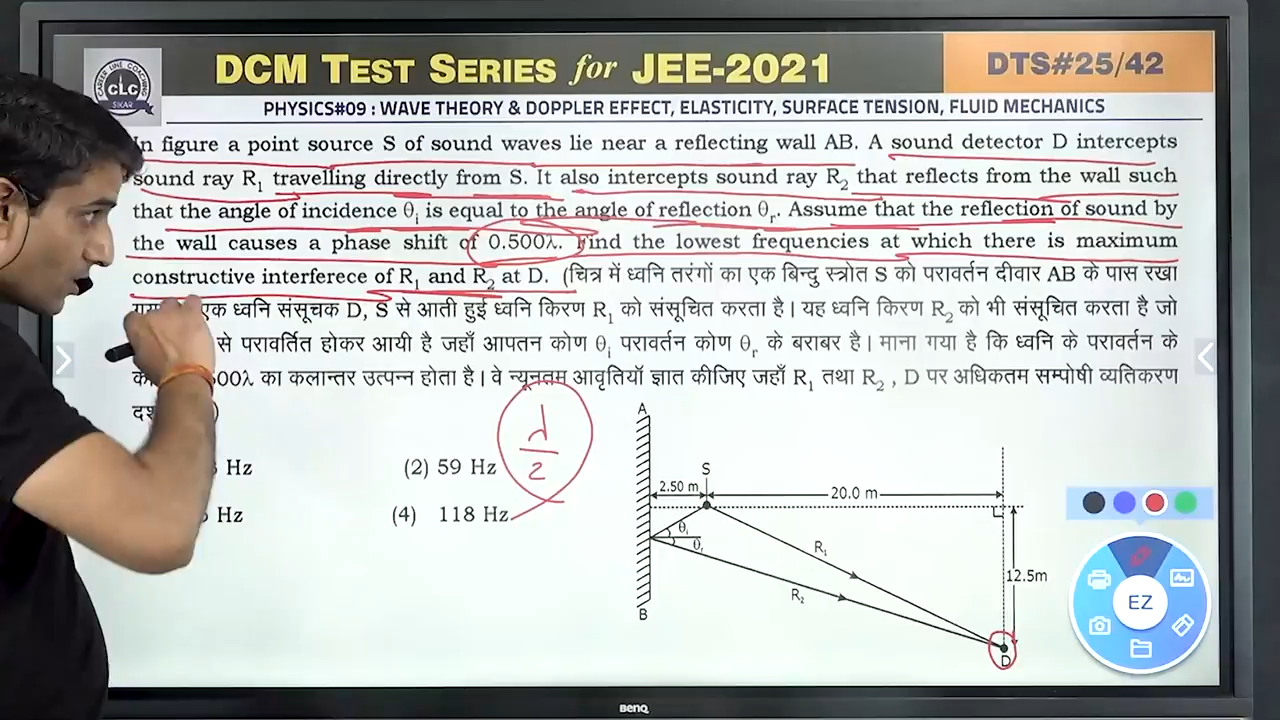 CAREER LINE COACHING
CLC
SIKAR
DCM TEST SERIES for JEE-2021
DTS#25/42
PHYSICS#09 : WAVE THEORY & DOPPLER EFFECT, ELASTICITY, SURFACE TENSION, FLUID MECHANICS
In figure a point source S of sound waves lie near a reflecting wall AB. A sound detector D intercepts
sound ray R₁ travelling directly from S. It also intercepts sound ray R₂ that reflects from the wall such
that the angle of incidence θᵢ is equal to the angle of reflection θᵣ. Assume that the reflection of sound by
the wall causes a phase shift of 0.500λ. Find the lowest frequencies at which there is maximum
constructive interferece of R₁ and R₂ at D. (चित्र में ध्वनि तरंगों का एक बिन्दु स्त्रोत S को परावर्तन दीवार AB के पास रखा
एक ध्वनि संसूचक D, S से आती हुई ध्वनि किरण R₁ को संसूचित करता है। यह ध्वनि किरण R₂ को भी संसूचित करता है जो
से परावर्तित होकर आयी है जहाँ आपतन कोण θᵢ परावर्तन कोण θᵣ के बराबर है। माना गया है कि ध्वनि के परावर्तन के
का कलान्तर उत्पन्न होता है। वे न्यूनतम आवृतियाँ ज्ञात कीजिए जहाँ R₁ तथा R₂ , D पर अधिकतम सम्पोषी व्यतिकरण
Hz
(2) 59 Hz
λ/2
Hz
(4) 118 Hz
A
S
2.50 m
20.0 m
θᵢ
θᵣ
R₁
R₂
12.5m
B
D
EZ
BenQ